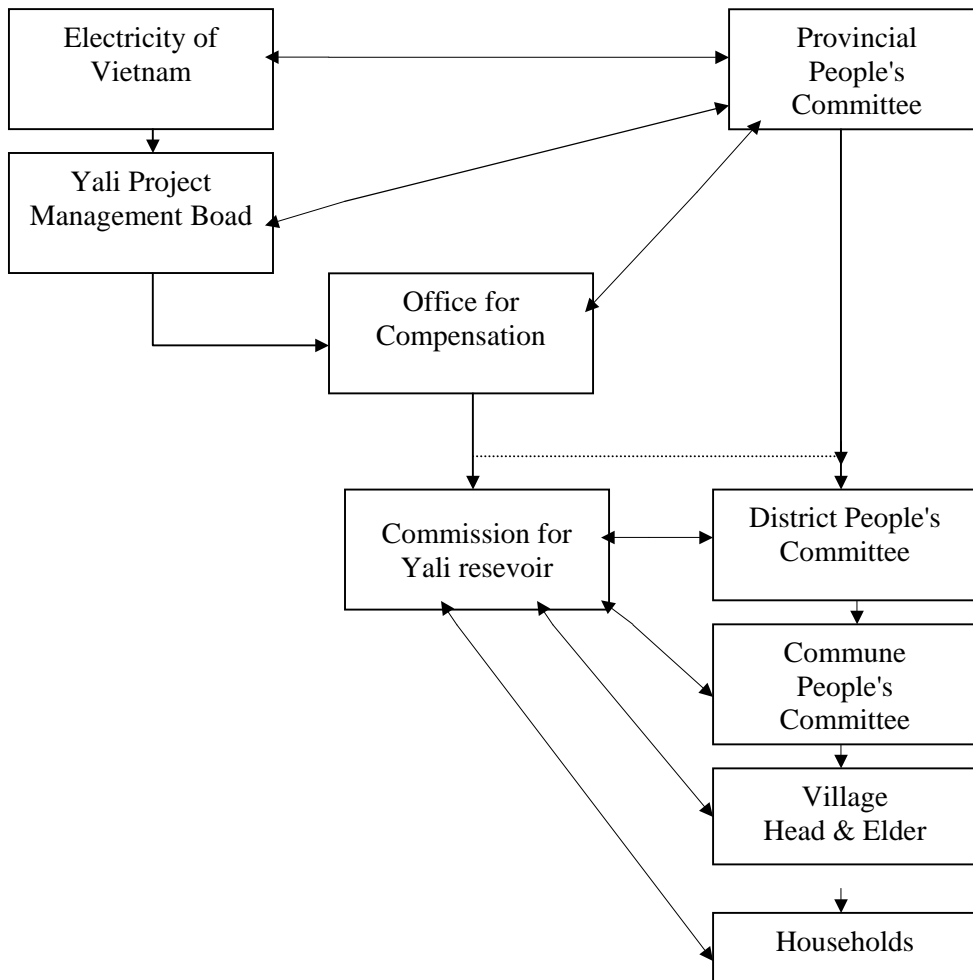 Electricity of
Vietnam
Provincial
People's
Committee
Yali Project
Management Boad
Office for
Compensation
Commission for
Yali resevoir
District People's
Committee
Commune
People's
Committee
Village
Head & Elder
Households